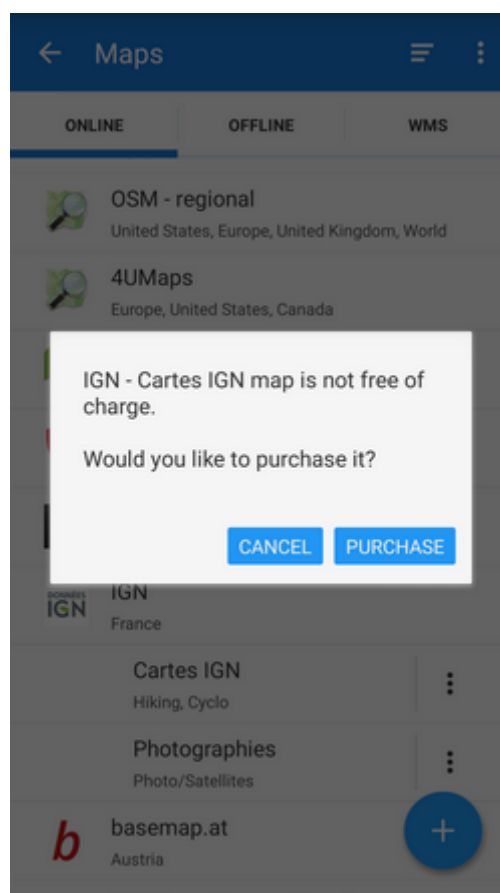 Maps
ONLINE OFFLINE WMS
OSM - regional
United States, Europe, United Kingdom, World
4UMaps
Europe, United States, Canada
IGN - Cartes IGN map is not free of
charge.
Would you like to purchase it?
CANCEL PURCHASE
DONNÉES
IGN
IGN
France
Cartes IGN
Hiking, Cyclo
Photographies
Photo/Satellites
b
basemap.at
Austria